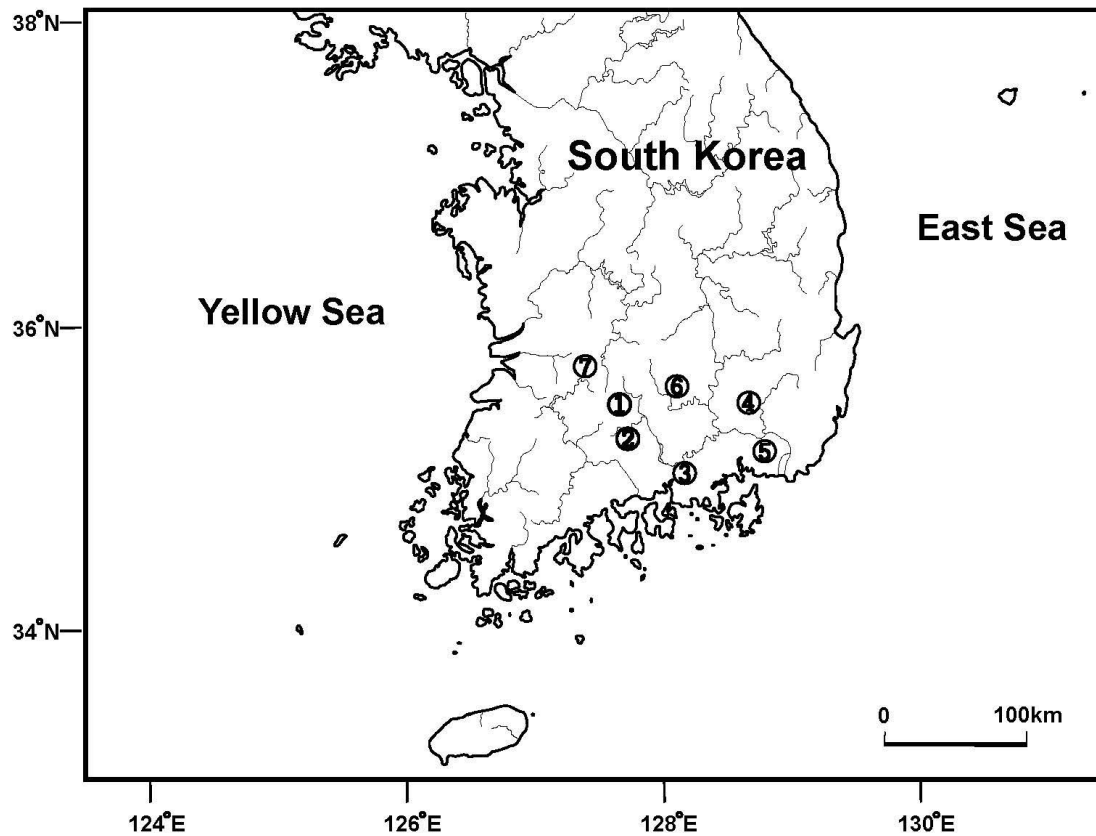 38°N
South Korea
East Sea
Yellow Sea
36°N
⑦
⑥
①
④
②
⑤
③
34°N
0 100km
124°E 126°E 128°E 130°E